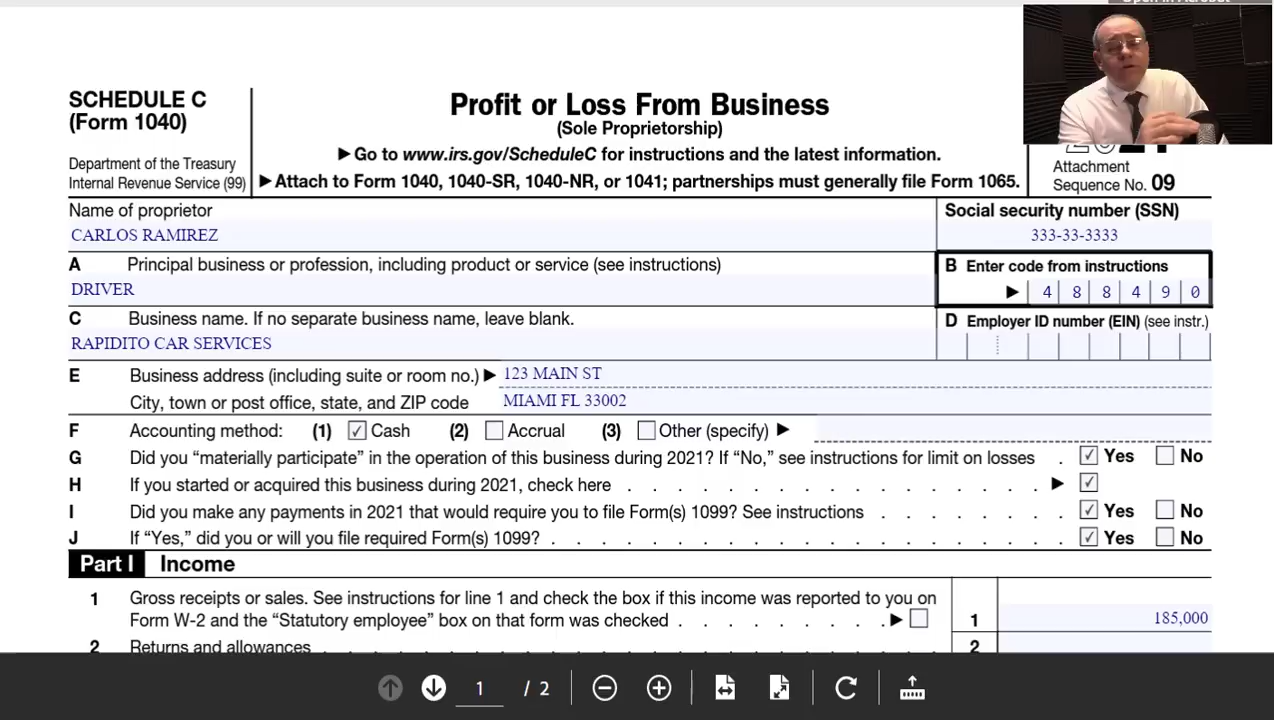 SCHEDULE C
(Form 1040)
Department of the Treasury
Internal Revenue Service (99)
Profit or Loss From Business
(Sole Proprietorship)
▶Go to www.irs.gov/ScheduleC for instructions and the latest information.
▶Attach to Form 1040, 1040-SR, 1040-NR, or 1041; partnerships must generally file Form 1065.
Attachment
Sequence No. 09
Name of proprietor
CARLOS RAMIREZ
Social security number (SSN)
333-33-3333
A Principal business or profession, including product or service (see instructions)
DRIVER
B Enter code from instructions
▶ 4 8 8 4 9 0
C Business name. If no separate business name, leave blank.
RAPIDITO CAR SERVICES
D Employer ID number (EIN) (see instr.)
E Business address (including suite or room no.) ▶ 123 MAIN ST
City, town or post office, state, and ZIP code MIAMI FL 33002
F Accounting method: (1) ✓ Cash (2) Accrual (3) Other (specify) ▶
G Did you “materially participate” in the operation of this business during 2021? If “No,” see instructions for limit on losses . ✓ Yes No
H If you started or acquired this business during 2021, check here . . . . . . . . . . . . . . . . . ▶ ✓
I Did you make any payments in 2021 that would require you to file Form(s) 1099? See instructions . . . . . . . . ✓ Yes No
J If “Yes,” did you or will you file required Form(s) 1099? . . . . . . . . . . . . . . . . . . . . ✓ Yes No
Part I Income
1 Gross receipts or sales. See instructions for line 1 and check the box if this income was reported to you on
Form W-2 and the “Statutory employee” box on that form was checked . . . . . . . . . ▶ 1 185,000
2 Returns and allowances 2
1 / 2